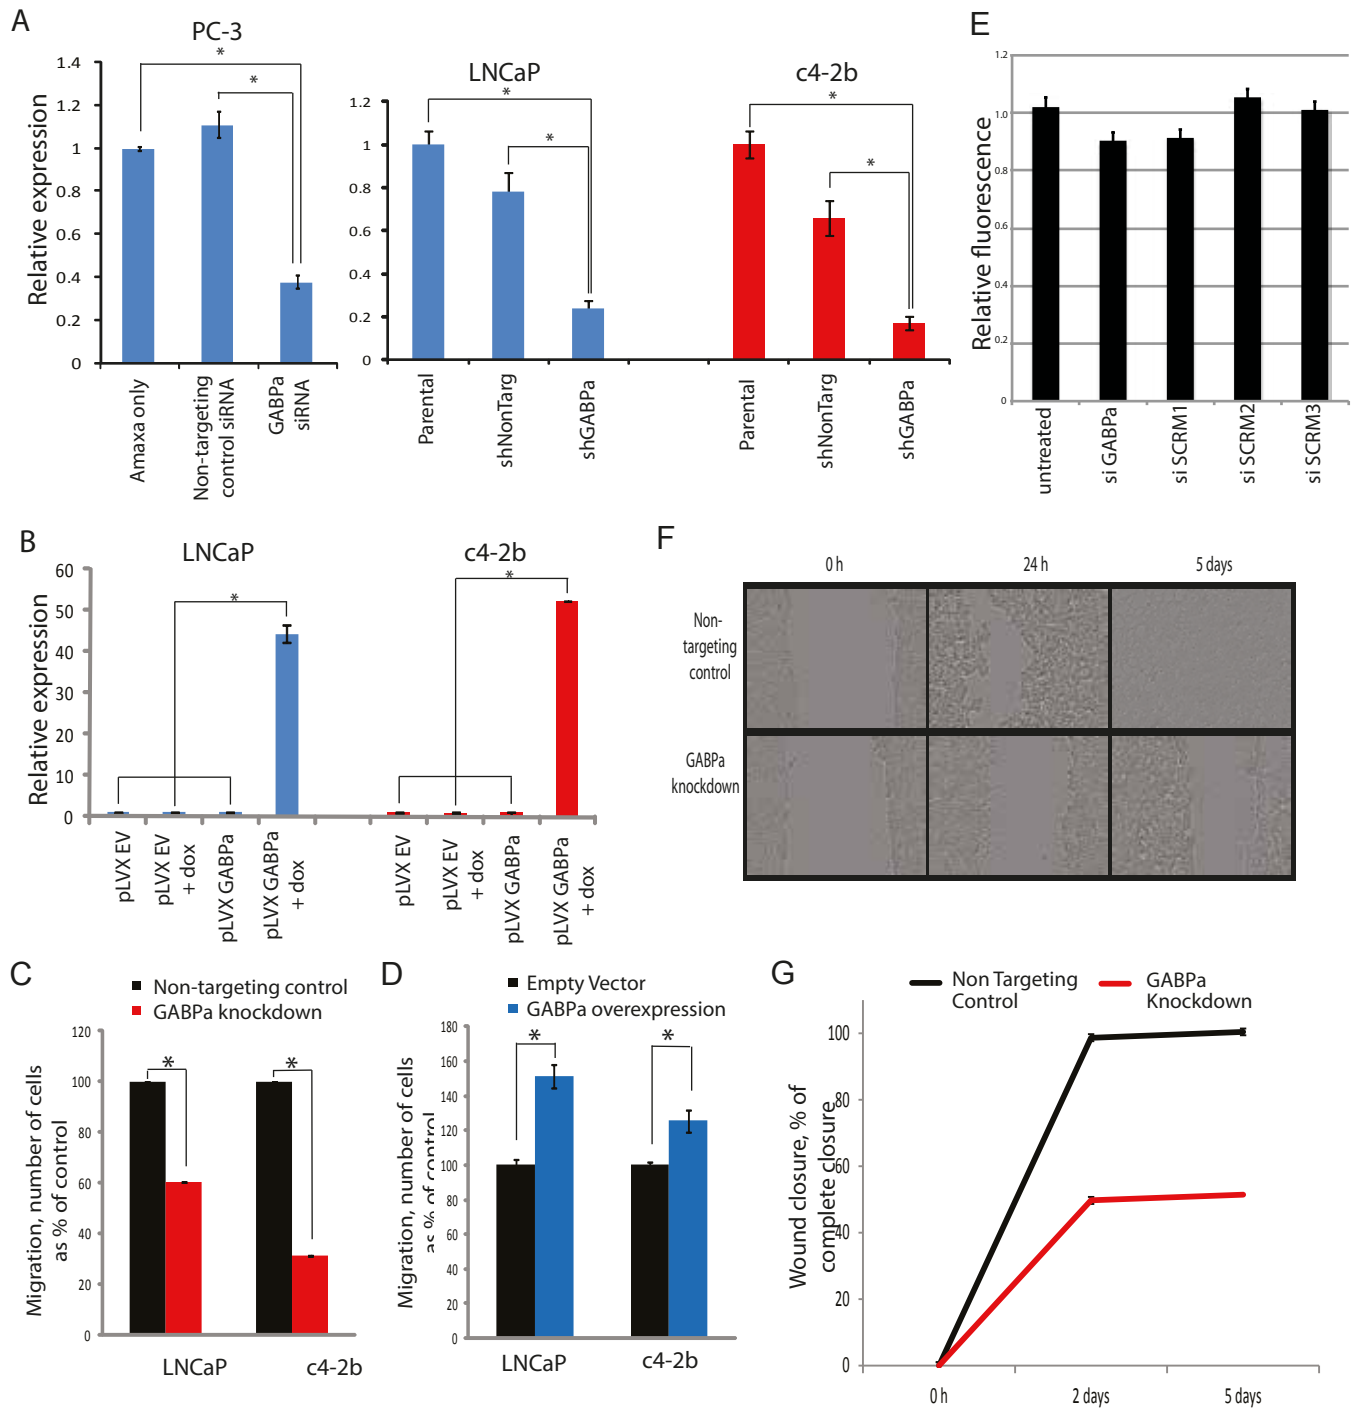 A
PC-3
*
*
1.4
1.2
1
0.8
0.6
0.4
0.2
0
Relative expression
Amaxa only
Non-targeting
control siRNA
GABPa
siRNA
LNCaP
*
*
1.2
1
0.8
0.6
0.4
0.2
0
Parental
shNonTarg
shGABPa
c4-2b
*
*
Parental
shNonTarg
shGABPa
E
1.2
1.0
0.8
0.6
0.4
0.2
0
Relative fluorescence
untreated
si GABPa
si SCRM1
si SCRM2
si SCRM3
B
LNCaP
c4-2b
*
*
60
50
40
30
20
10
0
Relative expression
pLVX EV
pLVX EV
+ dox
pLVX GABPa
pLVX GABPa
+ dox
pLVX EV
pLVX EV
+ dox
pLVX GABPa
pLVX GABPa
+ dox
F
0 h
24 h
5 days
Non-
targeting
control
GABPa
knockdown
C
Non-targeting control
GABPa knockdown
*
*
120
100
80
60
40
20
0
Migration, number of cells
as % of control
LNCaP
c4-2b
D
Empty Vector
GABPa overexpression
*
*
180
160
140
120
100
80
60
40
20
0
Migration, number of cells
as % of control
LNCaP
c4-2b
G
Non Targeting
Control
GABPa
Knockdown
100
80
60
40
20
0
Wound closure, % of
complete closure
0 h
2 days
5 days